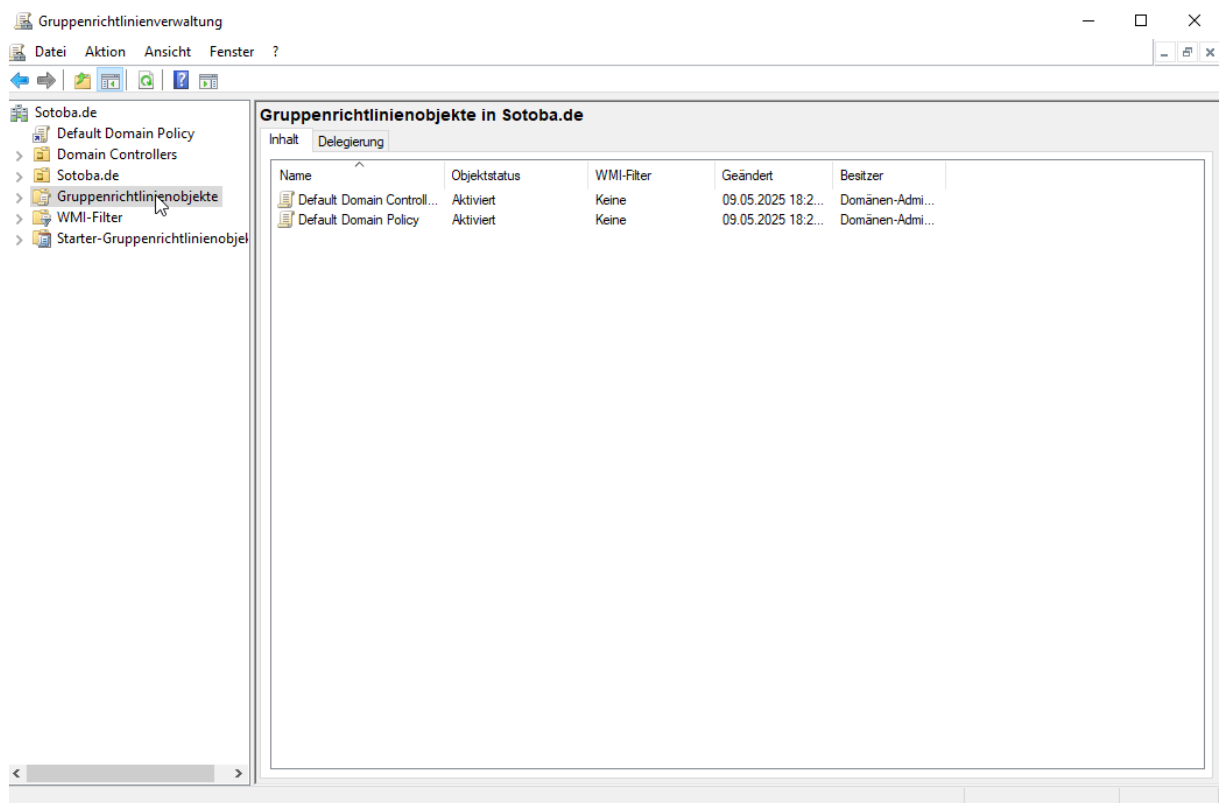 Gruppenrichtlinienverwaltung
Datei Aktion Ansicht Fenster ?
Sotoba.de
Default Domain Policy
Domain Controllers
Sotoba.de
Gruppenrichtlinienobjekte
WMI-Filter
Starter-Gruppenrichtlinienobjek
Gruppenrichtlinienobjekte in Sotoba.de
Inhalt Delegierung
Name Objektstatus WMI-Filter Geändert Besitzer
Default Domain Controll... Aktiviert Keine 09.05.2025 18:2... Domänen-Admi...
Default Domain Policy Aktiviert Keine 09.05.2025 18:2... Domänen-Admi...